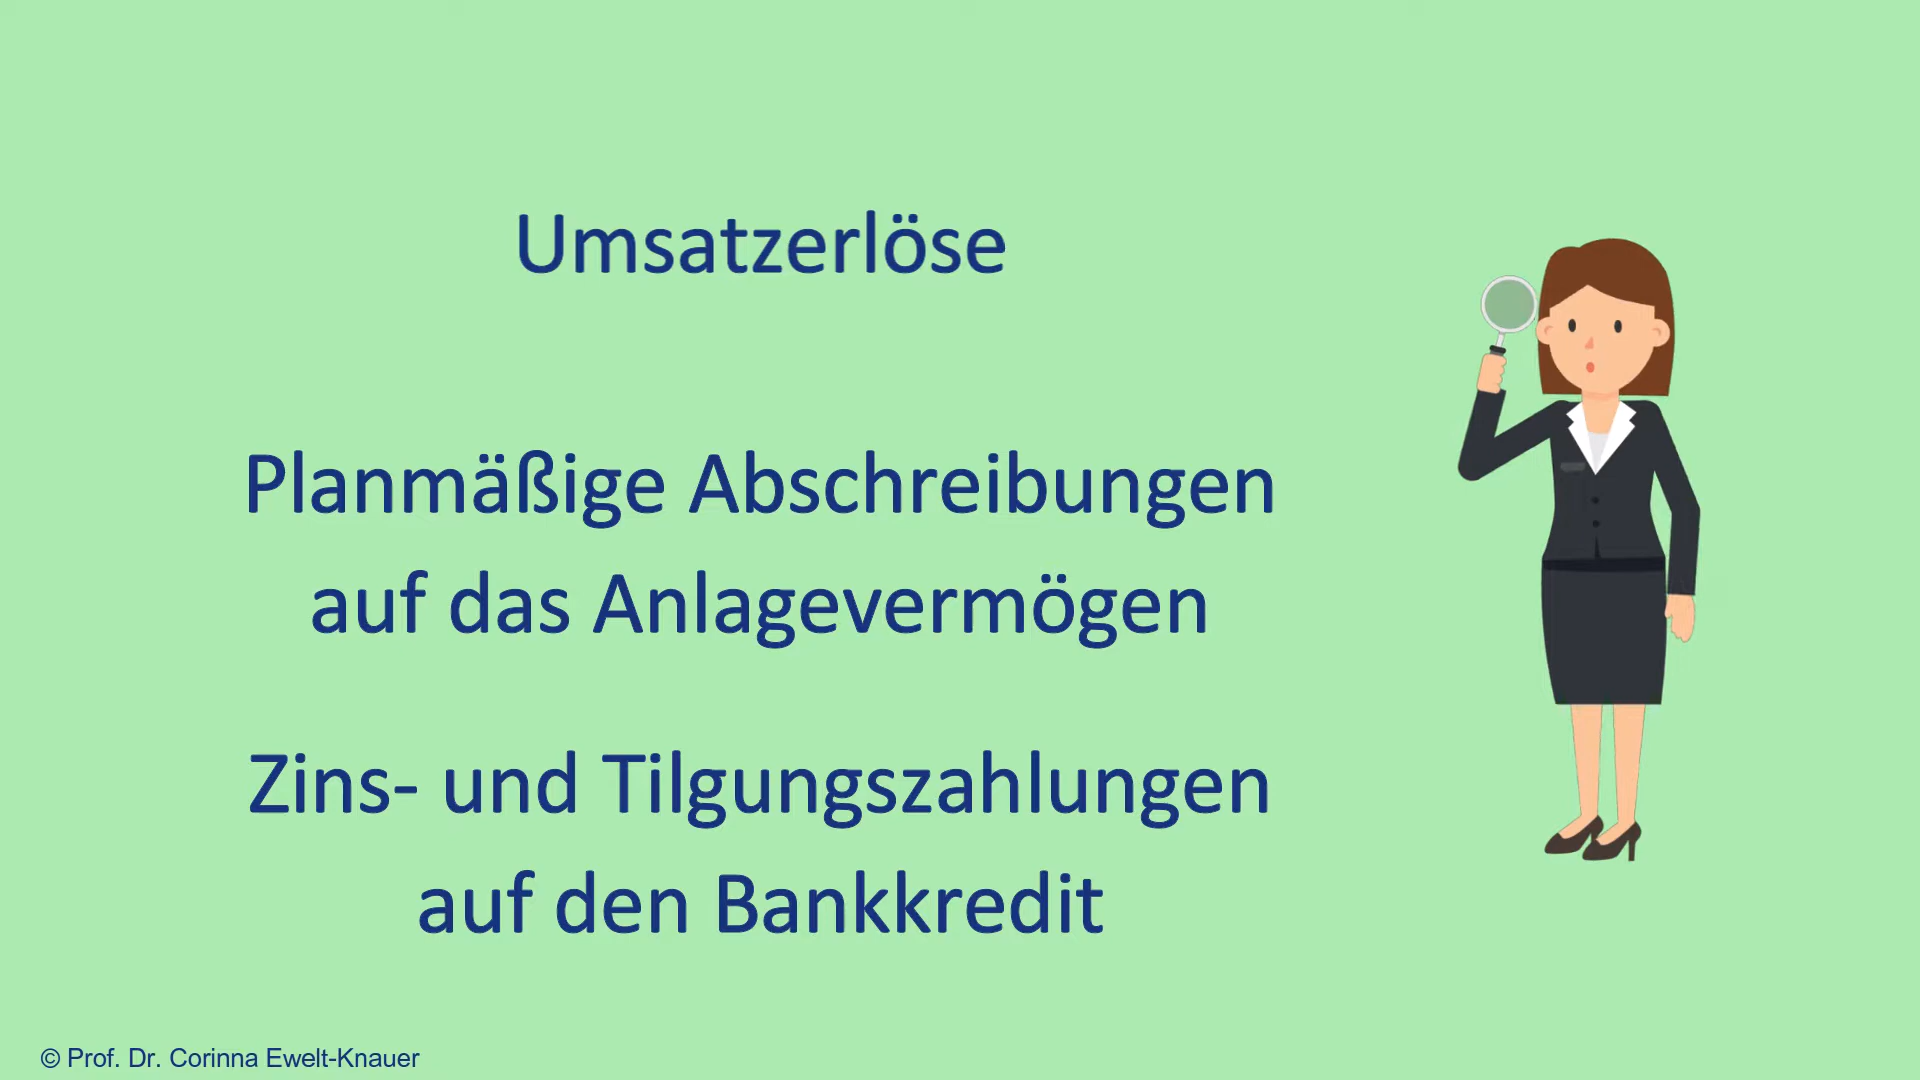 Umsatzerlöse
Planmäßige Abschreibungen
auf das Anlagevermögen
Zins- und Tilgungszahlungen
auf den Bankkredit
© Prof. Dr. Corinna Ewelt-Knauer